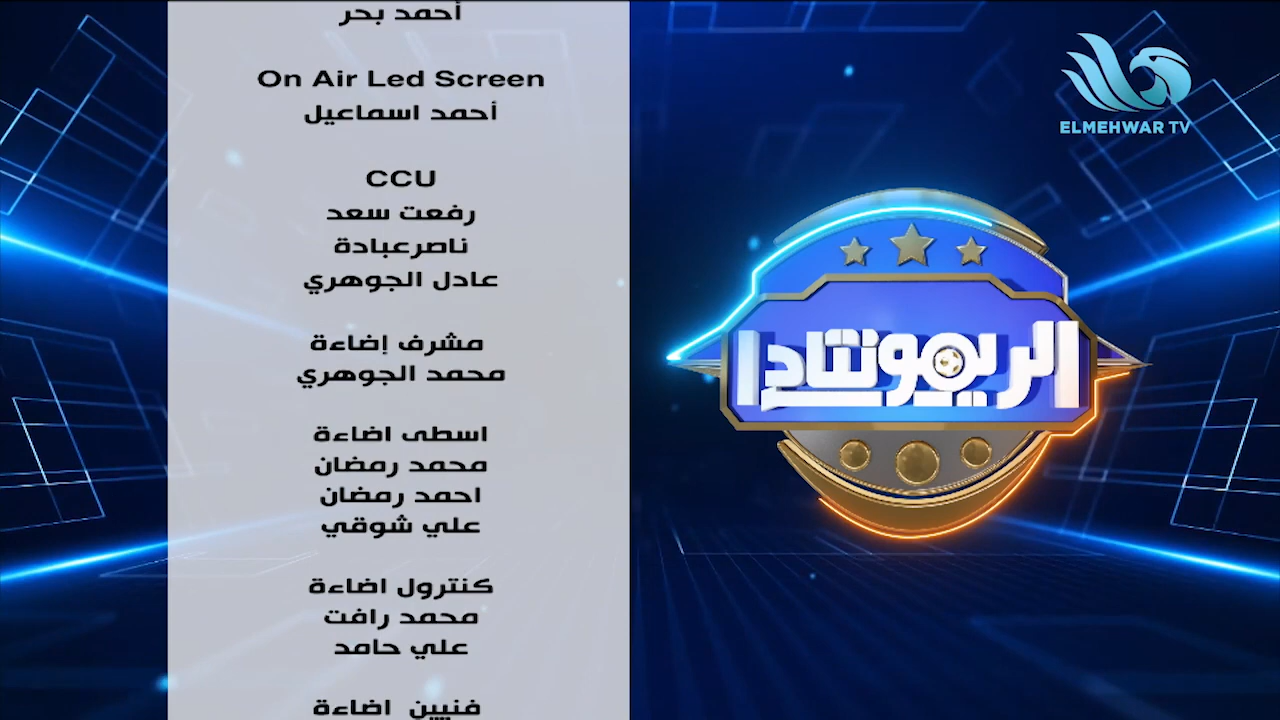 أحمد بحر
On Air Led Screen
أحمد اسماعيل
CCU
رفعت سعد
ناصرعبادة
عادل الجوهري
مشرف إضاءة
محمد الجوهري
اسطى اضاءة
محمد رمضان
احمد رمضان
علي شوقي
كنترول اضاءة
محمد رافت
علي حامد
فنيين اضاءة
ELMEHWAR TV
الريمونتادا